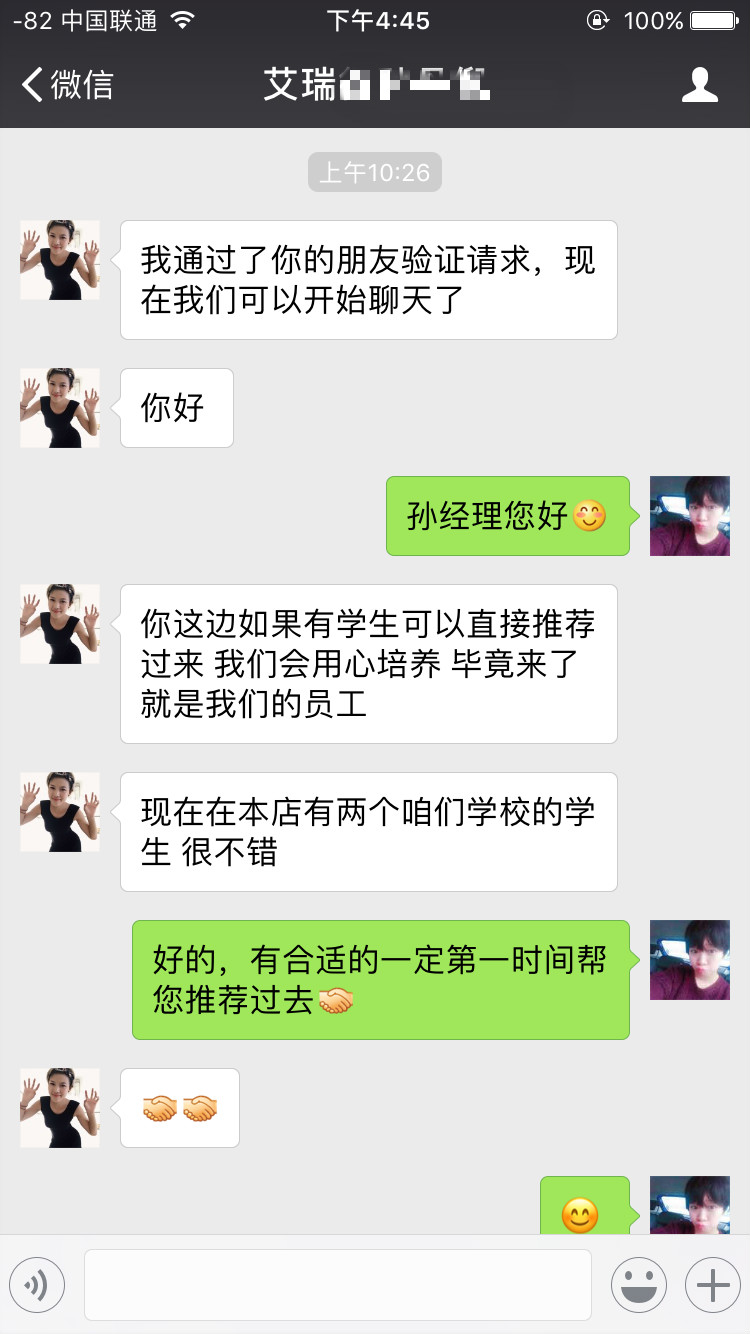 -82 中国联通 下午4:45 100%
微信 艾瑞
上午10:26
我通过了你的朋友验证请求，现
在我们可以开始聊天了
你好
孙经理您好😊
你这边如果有学生可以直接推荐
过来 我们会用心培养 毕竟来了
就是我们的员工
现在在本店有两个咱们学校的学
生 很不错
好的，有合适的一定第一时间帮
您推荐过去🤝
🤝🤝
😊